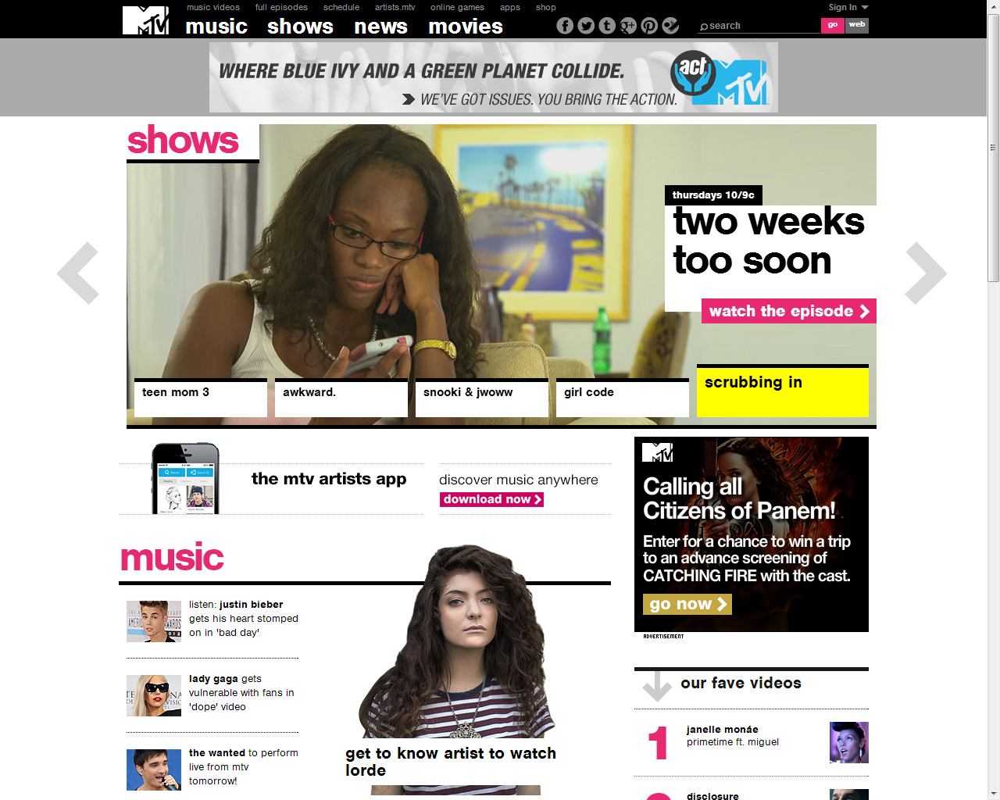 music videos full episodes schedule artists.mtv online games apps shop Sign In
MTV music shows news movies search go web
WHERE BLUE IVY AND A GREEN PLANET COLLIDE.
WE'VE GOT ISSUES. YOU BRING THE ACTION.
act MTV
shows
thursdays 10/9c
two weeks
too soon
watch the episode
teen mom 3
awkward.
snooki & jwoww
girl code
scrubbing in
the mtv artists app
discover music anywhere
download now
MTV
Calling all
Citizens of Panem!
Enter for a chance to win a trip
to an advance screening of
CATCHING FIRE with the cast.
go now
ADVERTISEMENT
music
listen: justin bieber
gets his heart stomped
on in 'bad day'
lady gaga gets
vulnerable with fans in
'dope' video
the wanted to perform
live from mtv
tomorrow!
get to know artist to watch
lorde
our fave videos
1
janelle monáe
primetime ft. miguel
disclosure